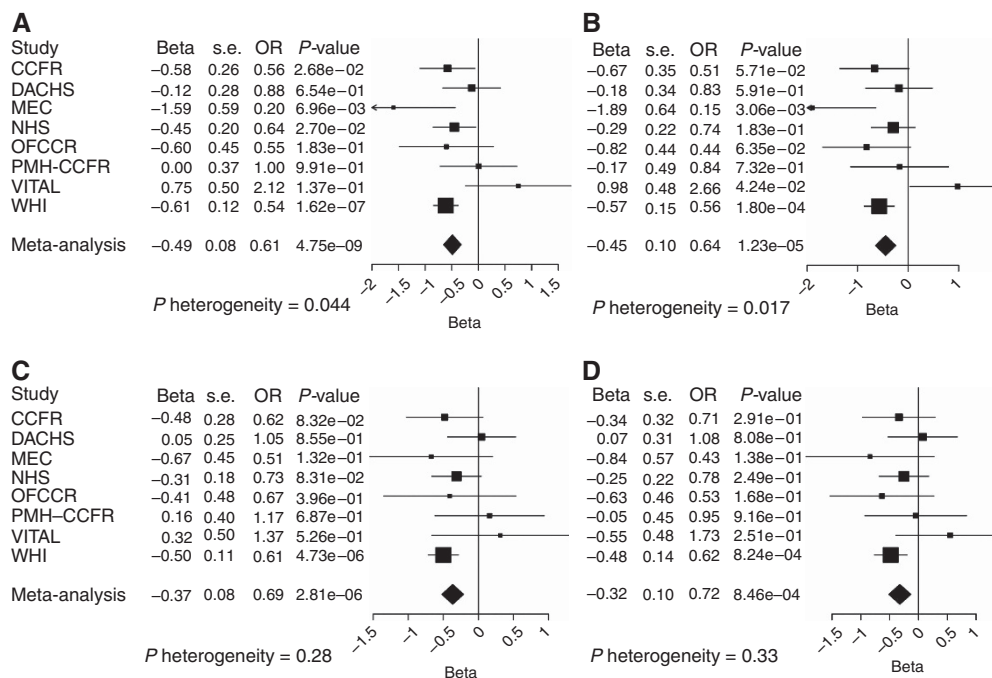 A
Study Beta s.e. OR P-value
CCFR −0.58 0.26 0.56 2.68e−02
DACHS −0.12 0.28 0.88 6.54e−01
MEC −1.59 0.59 0.20 6.96e−03
NHS −0.45 0.20 0.64 2.70e−02
OFCCR −0.60 0.45 0.55 1.83e−01
PMH-CCFR 0.00 0.37 1.00 9.91e−01
VITAL 0.75 0.50 2.12 1.37e−01
WHI −0.61 0.12 0.54 1.62e−07
Meta-analysis −0.49 0.08 0.61 4.75e−09
−2 −1.5 −1 −0.5 0 0.5 1 1.5
P heterogeneity = 0.044
Beta
B
Beta s.e. OR P-value
−0.67 0.35 0.51 5.71e−02
−0.18 0.34 0.83 5.91e−01
−1.89 0.64 0.15 3.06e−03
−0.29 0.22 0.74 1.83e−01
−0.82 0.44 0.44 6.35e−02
−0.17 0.49 0.84 7.32e−01
0.98 0.48 2.66 4.24e−02
−0.57 0.15 0.56 1.80e−04
−0.45 0.10 0.64 1.23e−05
−2 −1 0 1
P heterogeneity = 0.017
Beta
C
Study Beta s.e. OR P-value
CCFR −0.48 0.28 0.62 8.32e−02
DACHS 0.05 0.25 1.05 8.55e−01
MEC −0.67 0.45 0.51 1.32e−01
NHS −0.31 0.18 0.73 8.31e−02
OFCCR −0.41 0.48 0.67 3.96e−01
PMH–CCFR 0.16 0.40 1.17 6.87e−01
VITAL 0.32 0.50 1.37 5.26e−01
WHI −0.50 0.11 0.61 4.73e−06
Meta-analysis −0.37 0.08 0.69 2.81e−06
−1.5 −1 −0.5 0 0.5 1
P heterogeneity = 0.28
Beta
D
Beta s.e. OR P-value
−0.34 0.32 0.71 2.91e−01
0.07 0.31 1.08 8.08e−01
−0.84 0.57 0.43 1.38e−01
−0.25 0.22 0.78 2.49e−01
−0.63 0.46 0.53 1.68e−01
−0.05 0.45 0.95 9.16e−01
−0.55 0.48 1.73 2.51e−01
−0.48 0.14 0.62 8.24e−04
−0.32 0.10 0.72 8.46e−04
−1.5 −1 −0.5 0 0.5 1
P heterogeneity = 0.33
Beta